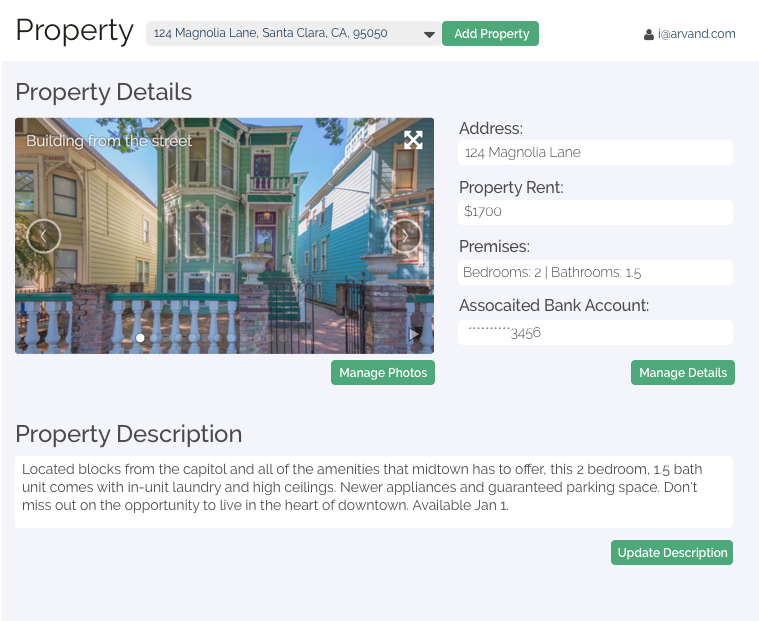 Property
124 Magnolia Lane, Santa Clara, CA, 95050
Add Property
i@arvand.com
Property Details
Building from the street
Address:
124 Magnolia Lane
Property Rent:
$1700
Premises:
Bedrooms: 2 | Bathrooms: 1.5
Assocaited Bank Account:
**********3456
Manage Photos
Manage Details
Property Description
Located blocks from the capitol and all of the amenities that midtown has to offer, this 2 bedroom, 1.5 bath
unit comes with in-unit laundry and high ceilings. Newer appliances and guaranteed parking space. Don't
miss out on the opportunity to live in the heart of downtown. Available Jan 1.
Update Description